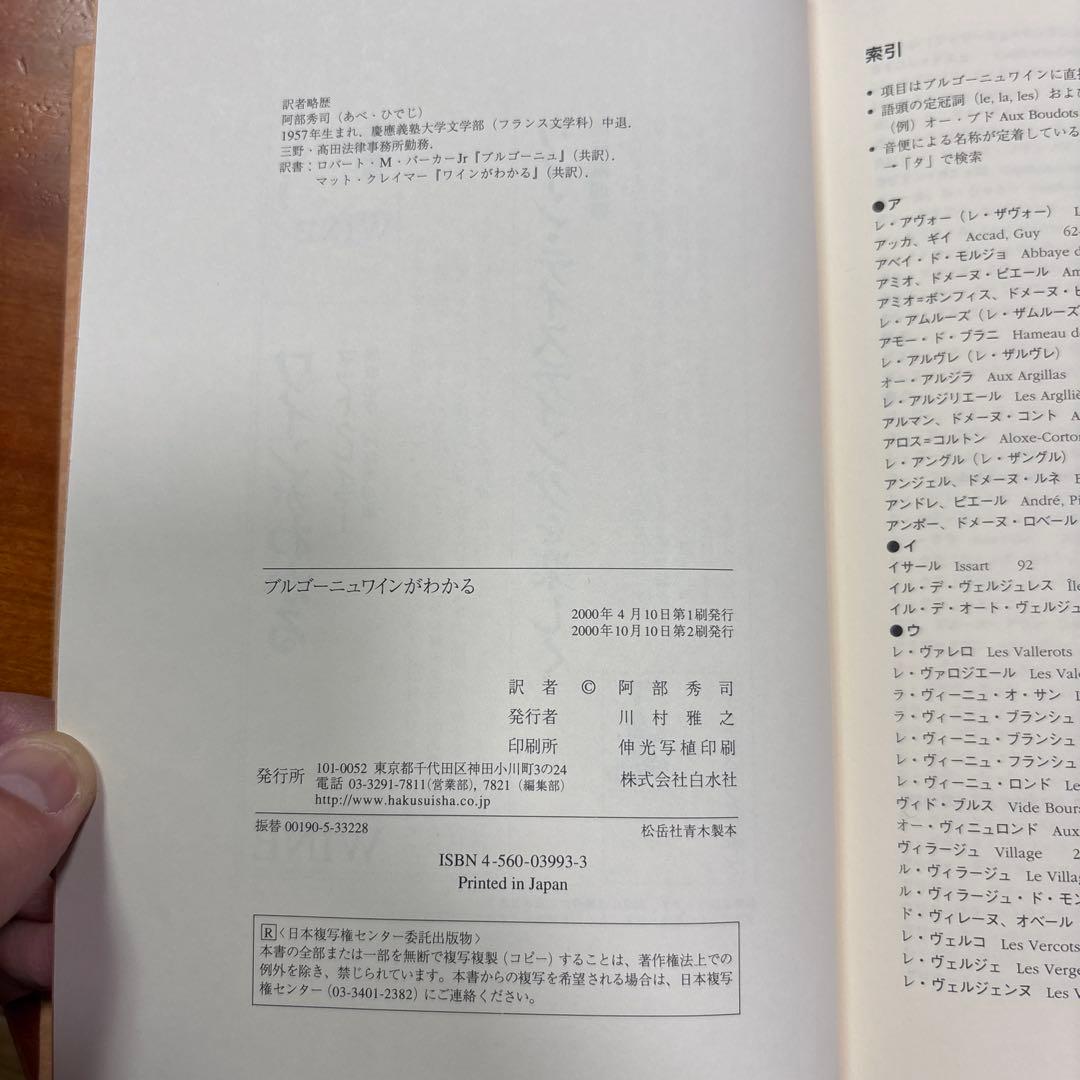 訳者略歴
阿部秀司(あべ・ひでじ)
1957年生まれ、慶應義塾大学文学部(フランス文学科)中退.
三野・髙田法律事務所勤務.
訳書:ロバート・M・パーカーJr『ブルゴーニュ』(共訳).
マット・クレイマー『ワインがわかる』(共訳).
ブルゴーニュワインがわかる
2000年 4 月10日第1刷発行
2000年10月10日第2刷発行
訳 者 © 阿 部 秀 司
発行者 川 村 雅 之
印刷所 伸光写植印刷
発行所 101-0052 東京都千代田区神田小川町3の24
電話 03-3291-7811(営業部), 7821 (編集部)
http://www.hakusuisha.co.jp
株式会社白水社
振替 00190-5-33228 松岳社青木製本
ISBN 4-560-03993-3
Printed in Japan
R〈日本複写権センター委託出版物〉
本書の全部または一部を無断で複写複製(コピー)することは、著作権法上での
例外を除き、禁じられています。本書からの複写を希望される場合は、日本複写
権センター(03-3401-2382)にご連絡ください。
索引
• 項目はブルゴーニュワインに直接
• 語頭の定冠詞(le, la, les)およ
(例)オー・ブド Aux Boudots
• 音便による名称が定着している
→「タ」で検索
●ア
レ・アヴォー(レ・ザヴォー)
アッカ、ギイ Accad, Guy 62
アベイ・ド・モルジョ Abbaye d
アミオ、ドメーヌ・ピエール Am
アミオ=ボンフィス、ドメーヌ・
レ・アムルーズ(レ・ザムルーズ
アモー・ド・ブラニ Hameau d
レ・アルヴレ(レ・ザルヴレ)
オー・アルジラ Aux Argillas
レ・アルジリエール Les Argilliè
アルマン、ドメーヌ・コント A
アロス=コルトン Aloxe-Corto
レ・アングル(レ・ザングル)
アンジェル、ドメーヌ・ルネ
アンドレ、ピエール André, Pi
アンポー、ドメーヌ・ロベール
●イ
イサール Issart 92
イル・デ・ヴェルジュレス Île
イル・デ・オート・ヴェルジュ
●ウ
レ・ヴァレロ Les Vallerots
レ・ヴァロジエール Les Val
ラ・ヴィーニュ・オ・サン
ラ・ヴィーニュ・ブランシュ
レ・ヴィーニュ・ブランシュ
レ・ヴィーニュ・フランシュ
レ・ヴィーニュ・ロンド Le
ヴィド・ブルス Vide Bour
オー・ヴィニュロンド Aux
ヴィラージュ Village 2
ル・ヴィラージュ Le Villag
ル・ヴィラージュ・ド・モン
ド・ヴィレーヌ、オベール
レ・ヴェルコ Les Vercots
レ・ヴェルジェ Les Verge
レ・ヴェルジェンヌ Les V